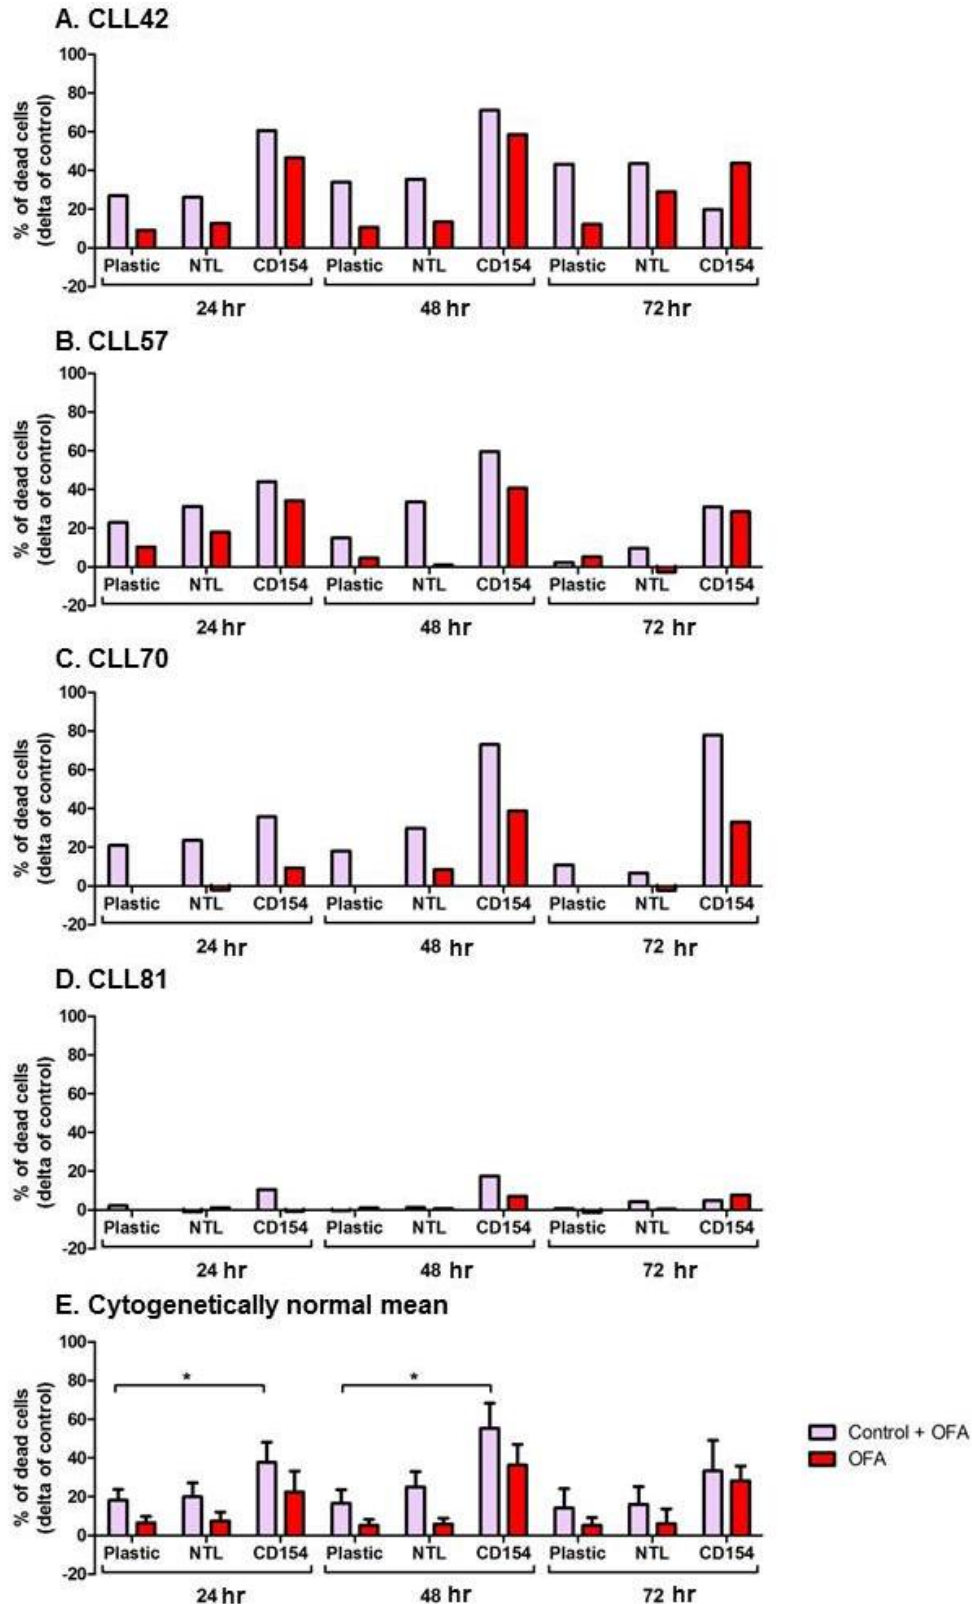 A. CLL42
% of dead cells
(delta of control)
100
80
60
40
20
0
-20
Plastic NTL CD154 Plastic NTL CD154 Plastic NTL CD154
24 hr 48 hr 72 hr
B. CLL57
% of dead cells
(delta of control)
100
80
60
40
20
0
-20
Plastic NTL CD154 Plastic NTL CD154 Plastic NTL CD154
24 hr 48 hr 72 hr
C. CLL70
% of dead cells
(delta of control)
100
80
60
40
20
0
-20
Plastic NTL CD154 Plastic NTL CD154 Plastic NTL CD154
24 hr 48 hr 72 hr
D. CLL81
% of dead cells
(delta of control)
100
80
60
40
20
0
-20
Plastic NTL CD154 Plastic NTL CD154 Plastic NTL CD154
24 hr 48 hr 72 hr
E. Cytogenetically normal mean
% of dead cells
(delta of control)
100
80
60
40
20
0
-20
* *
Plastic NTL CD154 Plastic NTL CD154 Plastic NTL CD154
24 hr 48 hr 72 hr
Control + OFA
OFA